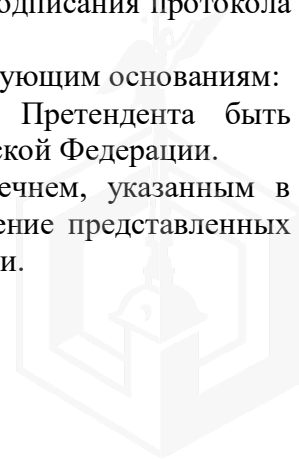 одписания протокола
ующим основаниям:
Претендента быть
ской Федерации.
ечнем, указанным в
ение представленных
и.